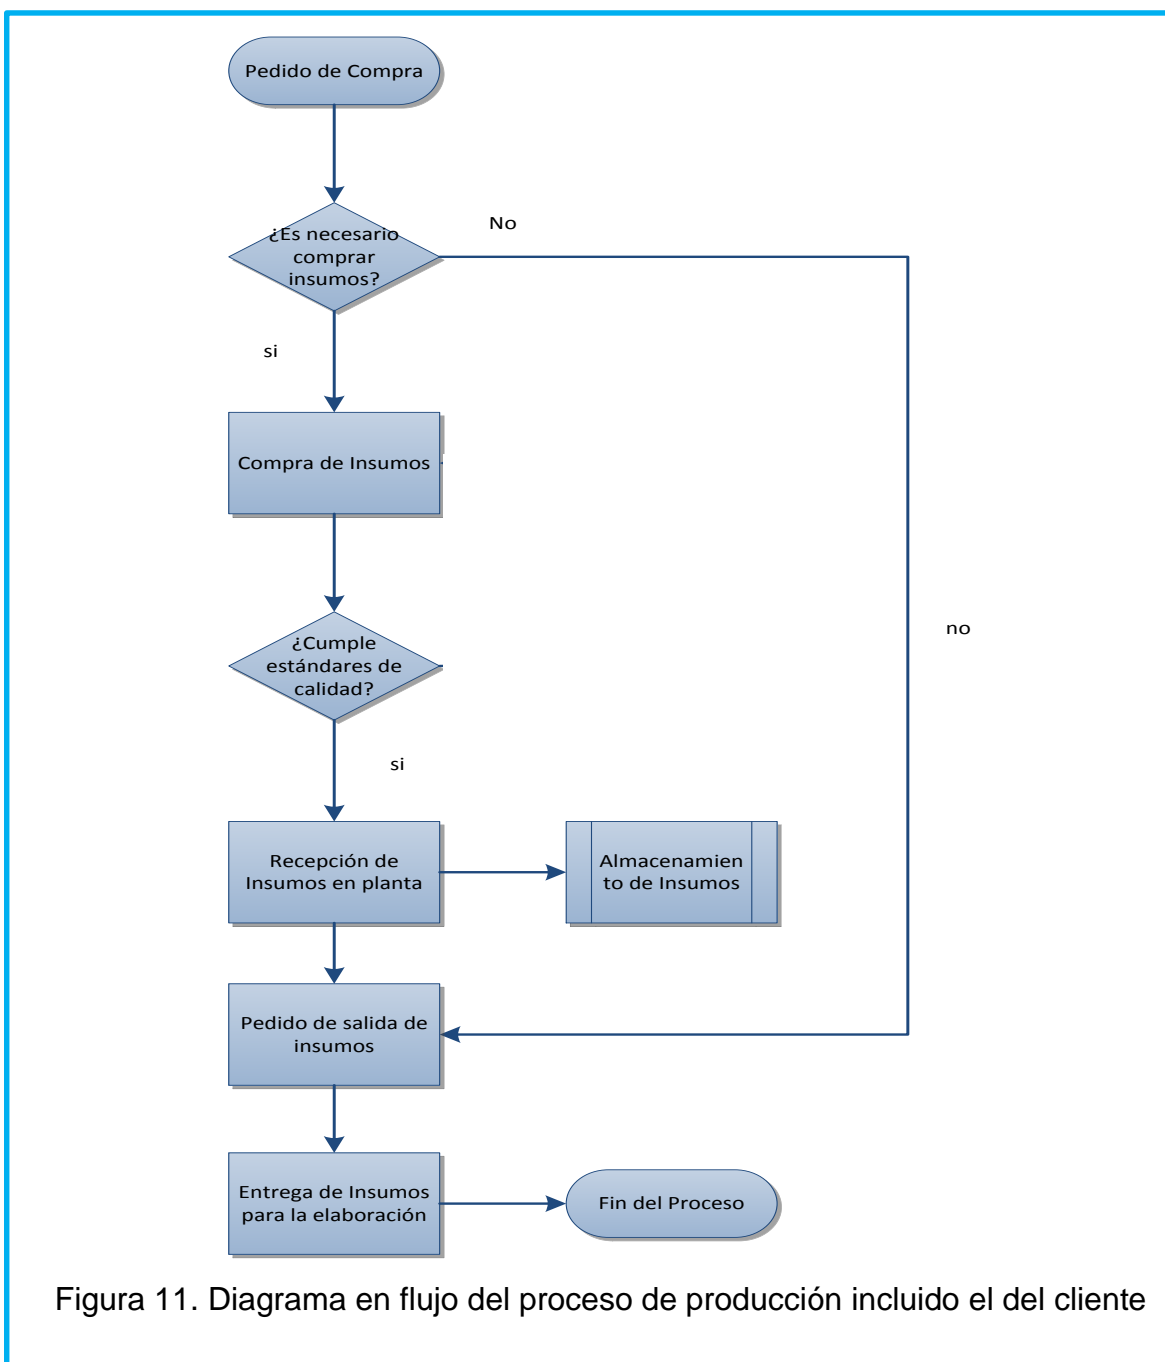 Pedido de Compra
¿Es necesario
comprar
insumos?
No
si
Compra de Insumos
¿Cumple
estándares de
calidad?
no
si
Recepción de
Insumos en planta
Almacenamien
to de Insumos
Pedido de salida de
insumos
Entrega de Insumos
para la elaboración
Fin del Proceso
Figura 11. Diagrama en flujo del proceso de producción incluido el del cliente